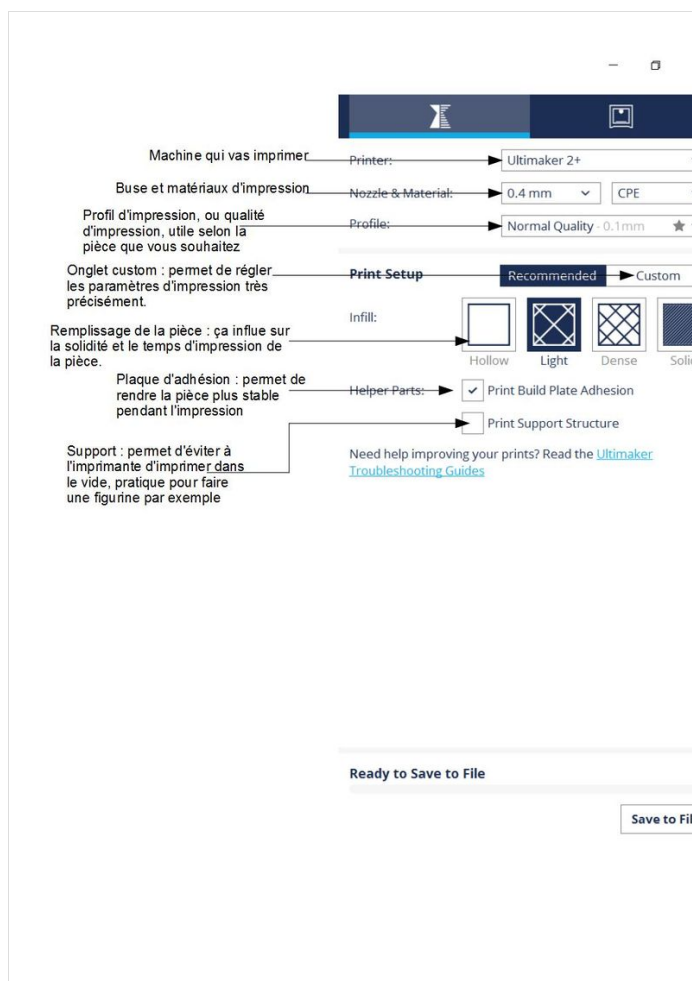 Machine qui vas imprimer
Printer:
Ultimaker 2+
Buse et matériaux d'impression
Nozzle & Material:
0.4 mm
CPE
Profil d'impression, ou qualité
d'impression, utile selon la
pièce que vous souhaitez
Profile:
Normal Quality - 0.1mm
Onglet custom : permet de régler
les paramètres d'impression très
précisément.
Print Setup
Recommended
Custom
Remplissage de la pièce : ça influe sur
la solidité et le temps d'impression de
la pièce.
Infill:
Hollow
Light
Dense
Soli
Plaque d'adhésion : permet de
rendre la pièce plus stable
pendant l'impression
Helper Parts:
Print Build Plate Adhesion
Print Support Structure
Support : permet d'éviter à
l'imprimante d'imprimer dans
le vide, pratique pour faire
une figurine par exemple
Need help improving your prints? Read the Ultimaker
Troubleshooting Guides
Ready to Save to File
Save to Fil